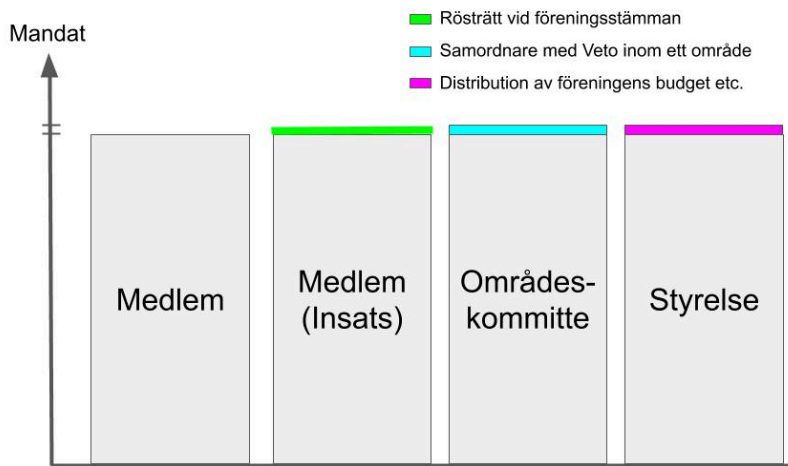 Mandat
Rösträtt vid föreningsstämman
Samordnare med Veto inom ett område
Distribution av föreningens budget etc.
Medlem
Medlem
(Insats)
Områdes-
kommitte
Styrelse